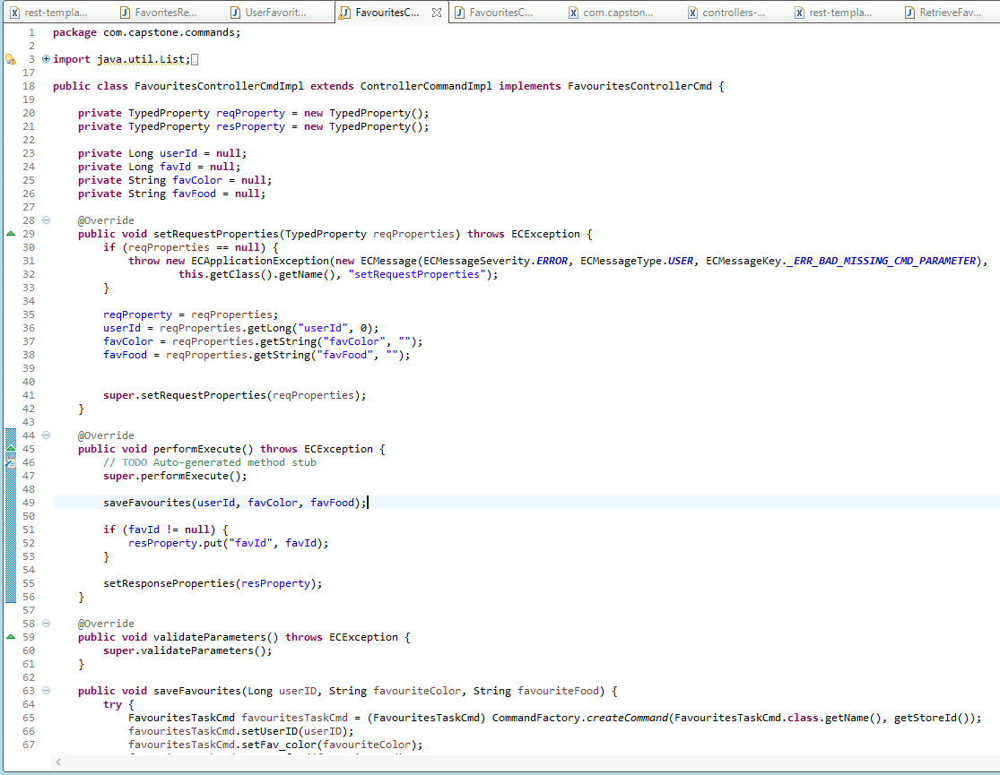 rest-templa... FavoritesRe... UserFavorit... FavouritesC... FavouritesC... com.capston... controllers-... rest-templa... RetrieveFav...
1 package com.capstone.commands;
2
3 import java.util.List;
17
18 public class FavouritesControllerCmdImpl extends ControllerCommandImpl implements FavouritesControllerCmd {
19
20 private TypedProperty reqProperty = new TypedProperty();
21 private TypedProperty resProperty = new TypedProperty();
22
23 private Long userId = null;
24 private Long favId = null;
25 private String favColor = null;
26 private String favFood = null;
27
28 @Override
29 public void setRequestProperties(TypedProperty reqProperties) throws ECException {
30 if (reqProperties == null) {
31 throw new ECApplicationException(new ECMessage(ECMessageSeverity.ERROR, ECMessageType.USER, ECMessageKey._ERR_BAD_MISSING_CMD_PARAMETER),
32 this.getClass().getName(), "setRequestProperties");
33 }
34
35 reqProperty = reqProperties;
36 userId = reqProperties.getLong("userId", 0);
37 favColor = reqProperties.getString("favColor", "");
38 favFood = reqProperties.getString("favFood", "");
39
40
41 super.setRequestProperties(reqProperties);
42 }
43
44 @Override
45 public void performExecute() throws ECException {
46 // TODO Auto-generated method stub
47 super.performExecute();
48
49 saveFavourites(userId, favColor, favFood);
50
51 if (favId != null) {
52 resProperty.put("favId", favId);
53 }
54
55 setResponseProperties(resProperty);
56 }
57
58 @Override
59 public void validateParameters() throws ECException {
60 super.validateParameters();
61 }
62
63 public void saveFavourites(Long userID, String favouriteColor, String favouriteFood) {
64 try {
65 FavouritesTaskCmd favouritesTaskCmd = (FavouritesTaskCmd) CommandFactory.createCommand(FavouritesTaskCmd.class.getName(), getStoreId());
66 favouritesTaskCmd.setUserID(userID);
67 favouritesTaskCmd.setFav_color(favouriteColor);